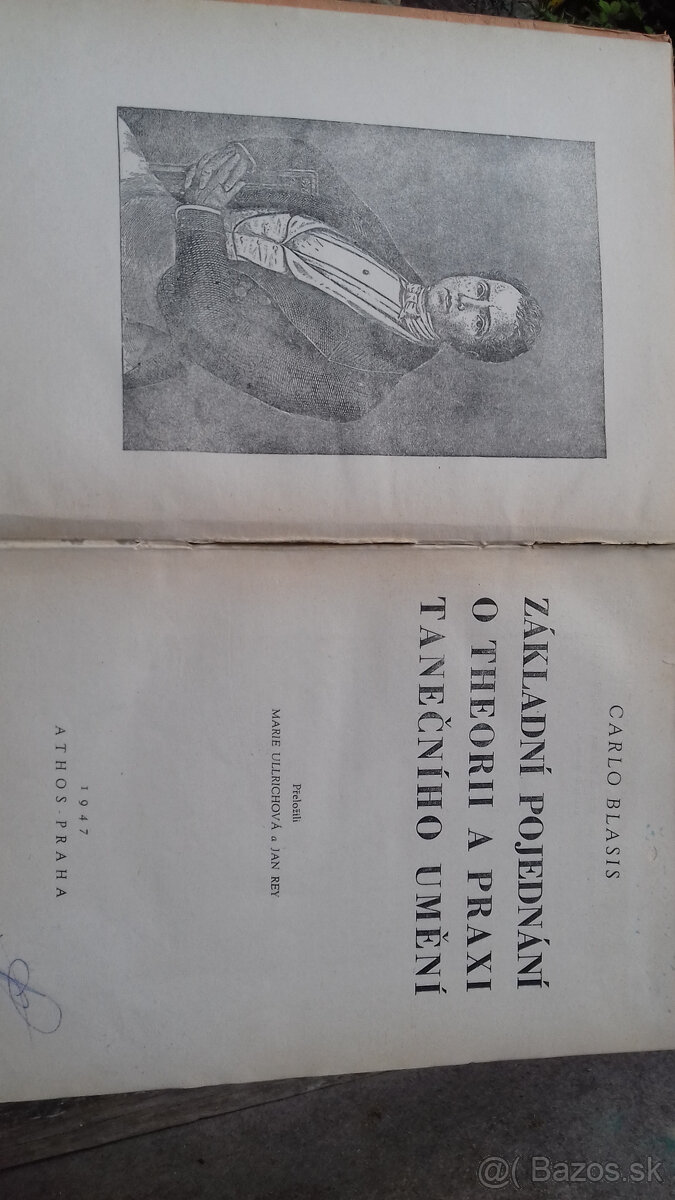 CARLO BLASIS
ZÁKLADNÍ POJEDNÁNÍ
O THEORII A PRAXI
TANEČNÍHO UMĚNÍ
Přeložili
MARIE ULLRICHOVÁ a JAN REY
1947
ATHOS · PRAHA
@( Bazos.sk